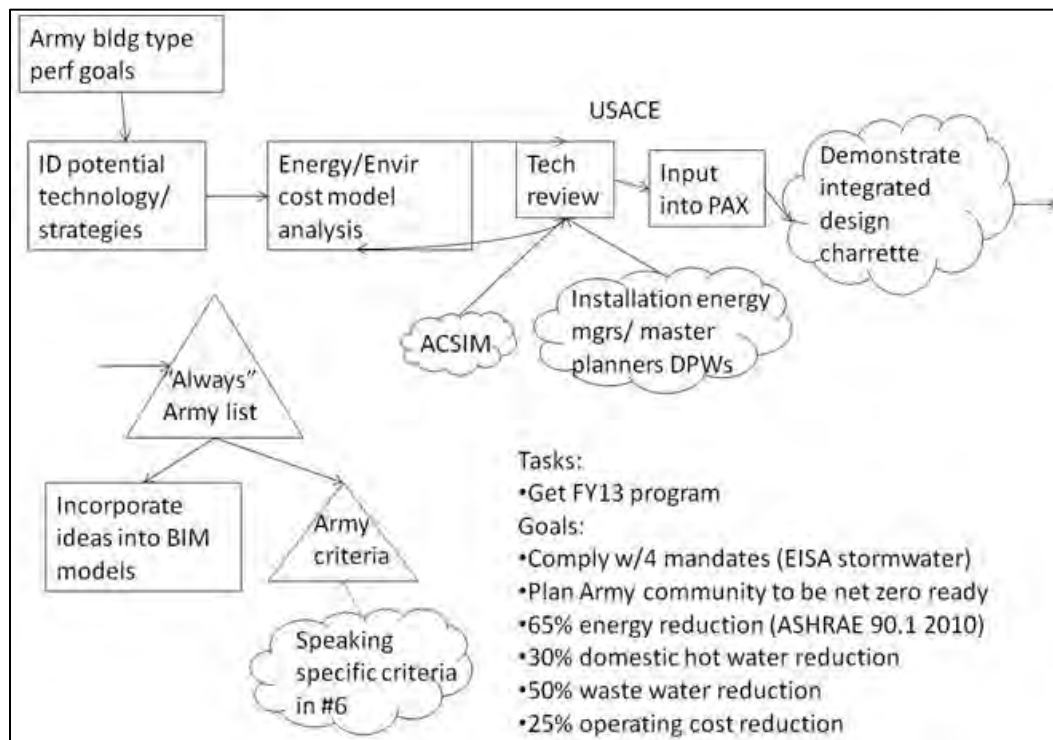 Army bldg type
perf goals
USACE
ID potential
technology/
strategies
Energy/Envir
cost model
analysis
Tech
review
Input
into PAX
Demonstrate
integrated
design
charrette
ACSIM
Installation energy
mgrs/ master
planners DPWs
"Always"
Army list
Incorporate
ideas into BIM
models
Army
criteria
Speaking
specific criteria
in #6
Tasks:
•Get FY13 program
Goals:
•Comply w/4 mandates (EISA stormwater)
•Plan Army community to be net zero ready
•65% energy reduction (ASHRAE 90.1 2010)
•30% domestic hot water reduction
•50% waste water reduction
•25% operating cost reduction